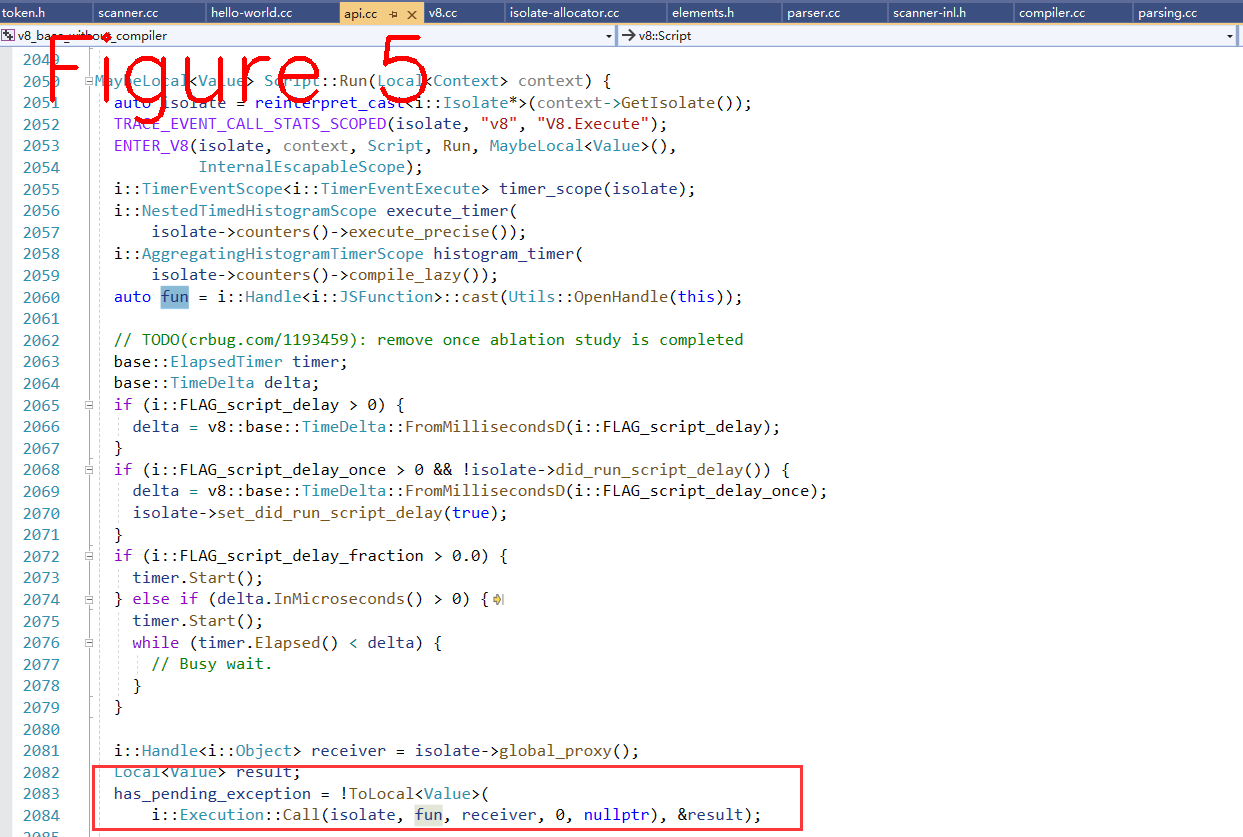 token.h scanner.cc hello-world.cc api.cc v8.cc isolate-allocator.cc elements.h parser.cc scanner-inl.h compiler.cc parsing.cc
v8_base_without_compiler v8::Script
Figure 5
2049
2050 MaybeLocal<Value> Script::Run(Local<Context> context) {
2051 auto isolate = reinterpret_cast<i::Isolate*>(context->GetIsolate());
2052 TRACE_EVENT_CALL_STATS_SCOPED(isolate, "v8", "V8.Execute");
2053 ENTER_V8(isolate, context, Script, Run, MaybeLocal<Value>(),
2054 InternalEscapableScope);
2055 i::TimerEventScope<i::TimerEventExecute> timer_scope(isolate);
2056 i::NestedTimedHistogramScope execute_timer(
2057 isolate->counters()->execute_precise());
2058 i::AggregatingHistogramTimerScope histogram_timer(
2059 isolate->counters()->compile_lazy());
2060 auto fun = i::Handle<i::JSFunction>::cast(Utils::OpenHandle(this));
2061
2062 // TODO(crbug.com/1193459): remove once ablation study is completed
2063 base::ElapsedTimer timer;
2064 base::TimeDelta delta;
2065 if (i::FLAG_script_delay > 0) {
2066 delta = v8::base::TimeDelta::FromMillisecondsD(i::FLAG_script_delay);
2067 }
2068 if (i::FLAG_script_delay_once > 0 && !isolate->did_run_script_delay()) {
2069 delta = v8::base::TimeDelta::FromMillisecondsD(i::FLAG_script_delay_once);
2070 isolate->set_did_run_script_delay(true);
2071 }
2072 if (i::FLAG_script_delay_fraction > 0.0) {
2073 timer.Start();
2074 } else if (delta.InMicroseconds() > 0) {
2075 timer.Start();
2076 while (timer.Elapsed() < delta) {
2077 // Busy wait.
2078 }
2079 }
2080
2081 i::Handle<i::Object> receiver = isolate->global_proxy();
2082 Local<Value> result;
2083 has_pending_exception = !ToLocal<Value>(
2084 i::Execution::Call(isolate, fun, receiver, 0, nullptr), &result);
2085